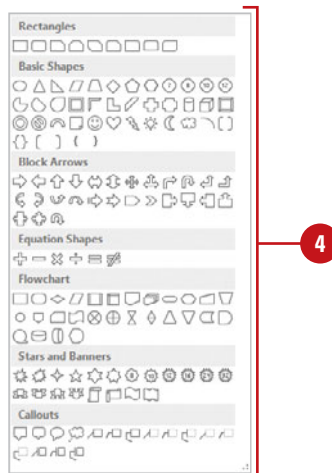 Rectangles
Basic Shapes
Block Arrows
Equation Shapes
Flowchart
Stars and Banners
Callouts
4